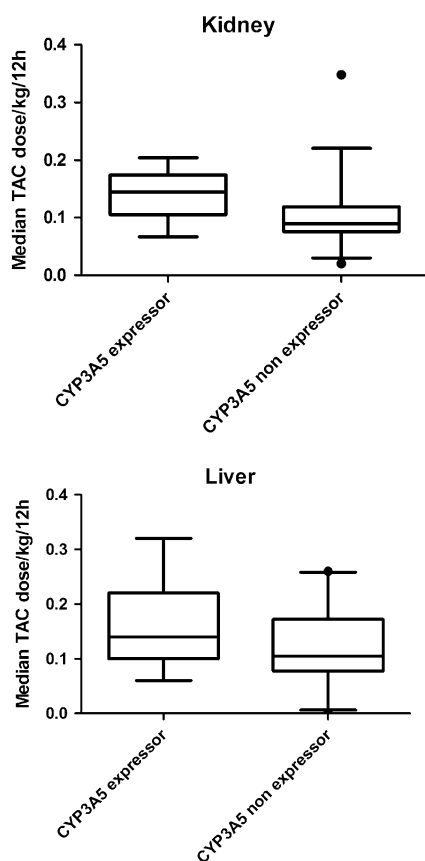 Kidney
Median TAC dose/kg/12h
0.4
0.3
0.2
0.1
0.0
CYP3A5 expressor
CYP3A5 non expressor
Liver
Median TAC dose/kg/12h
0.4
0.3
0.2
0.1
0.0
CYP3A5 expressor
CYP3A5 non expressor